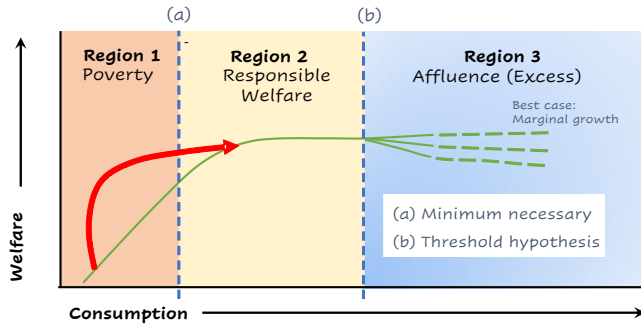 (a)
(b)
Region 1
Poverty
Region 2
Responsible
Welfare
Region 3
Affluence (Excess)
Best case:
Marginal growth
(a) Minimum necessary
(b) Threshold hypothesis
Welfare
Consumption